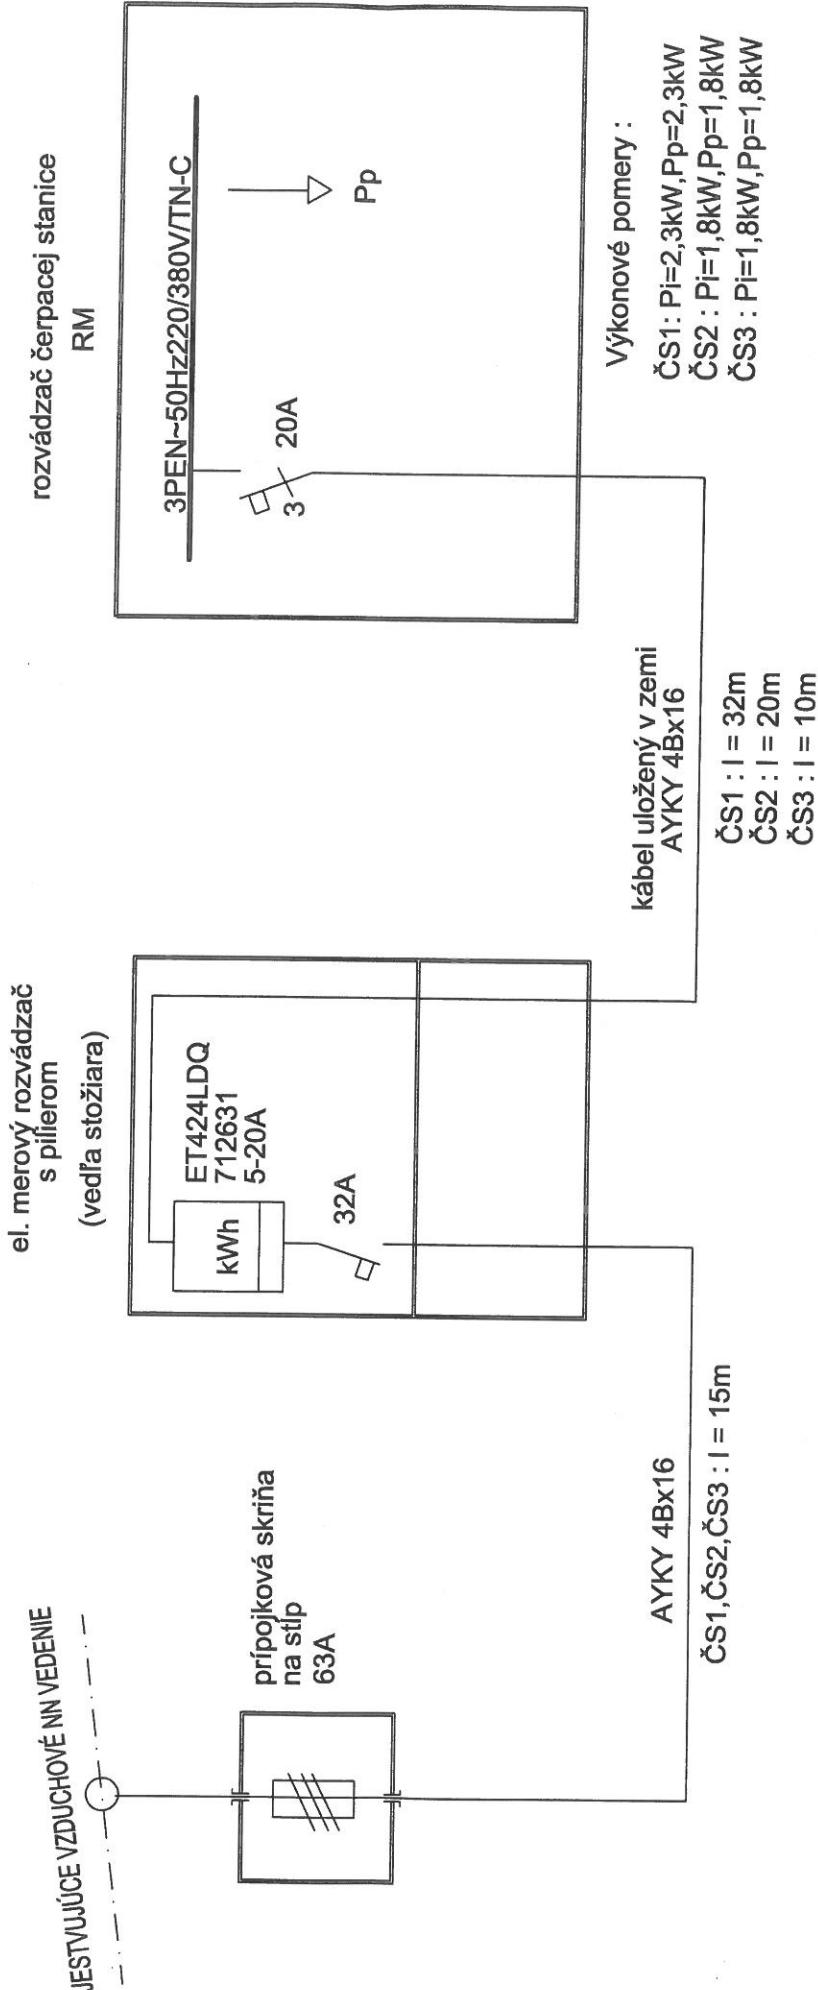 JESTVUJÚCE VZDUCHOVÉ NN VEDENIE
prípojková skriňa
na stĺp
63A
AYKY 4Bx16
ČS1,ČS2,ČS3 : l = 15m
el. merový rozvádzač
s pilierom
(vedľa stožiara)
kWh
ET424LDQ
712631
5-20A
32A
kábel uložený v zemi
AYKY 4Bx16
ČS1 : l = 32m
ČS2 : l = 20m
ČS3 : l = 10m
rozvádzač čerpacej stanice
RM
3PEN~50Hz220/380V/TN-C
3
20A
Pp
Výkonové pomery :
ČS1: Pi=2,3kW,Pp=2,3kW
ČS2 : Pi=1,8kW,Pp=1,8kW
ČS3 : Pi=1,8kW,Pp=1,8kW